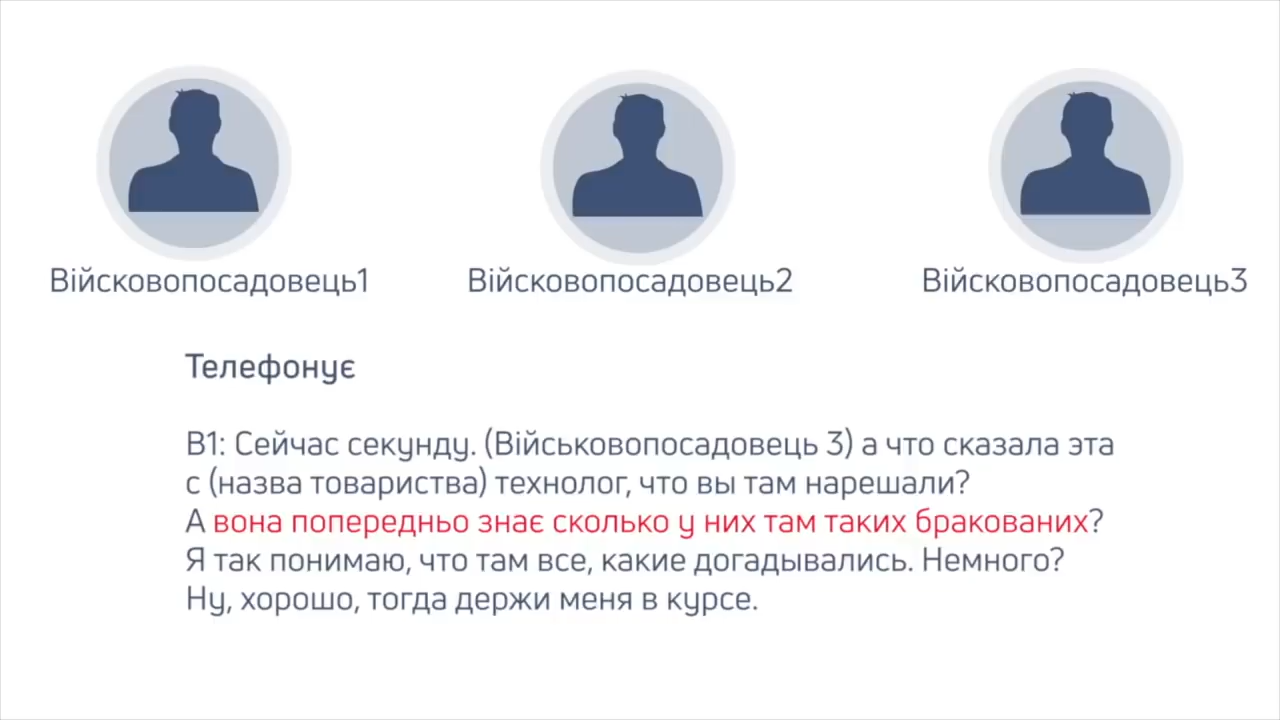 Військовопосадовець1
Військовопосадовець2
Військовопосадовець3
Телефонує
В1: Сейчас секунду. (Військовопосадовець 3) а что сказала эта
с (назва товариства) технолог, что вы там нарешали?
А вона попередньо знає сколько у них там таких бракованих?
Я так понимаю, что там все, какие догадывались. Немного?
Ну, хорошо, тогда держи меня в курсе.